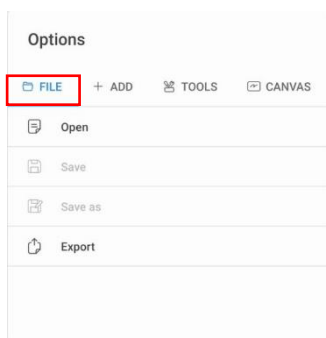 Options
FILE + ADD TOOLS CANVAS
Open
Save
Save as
Export